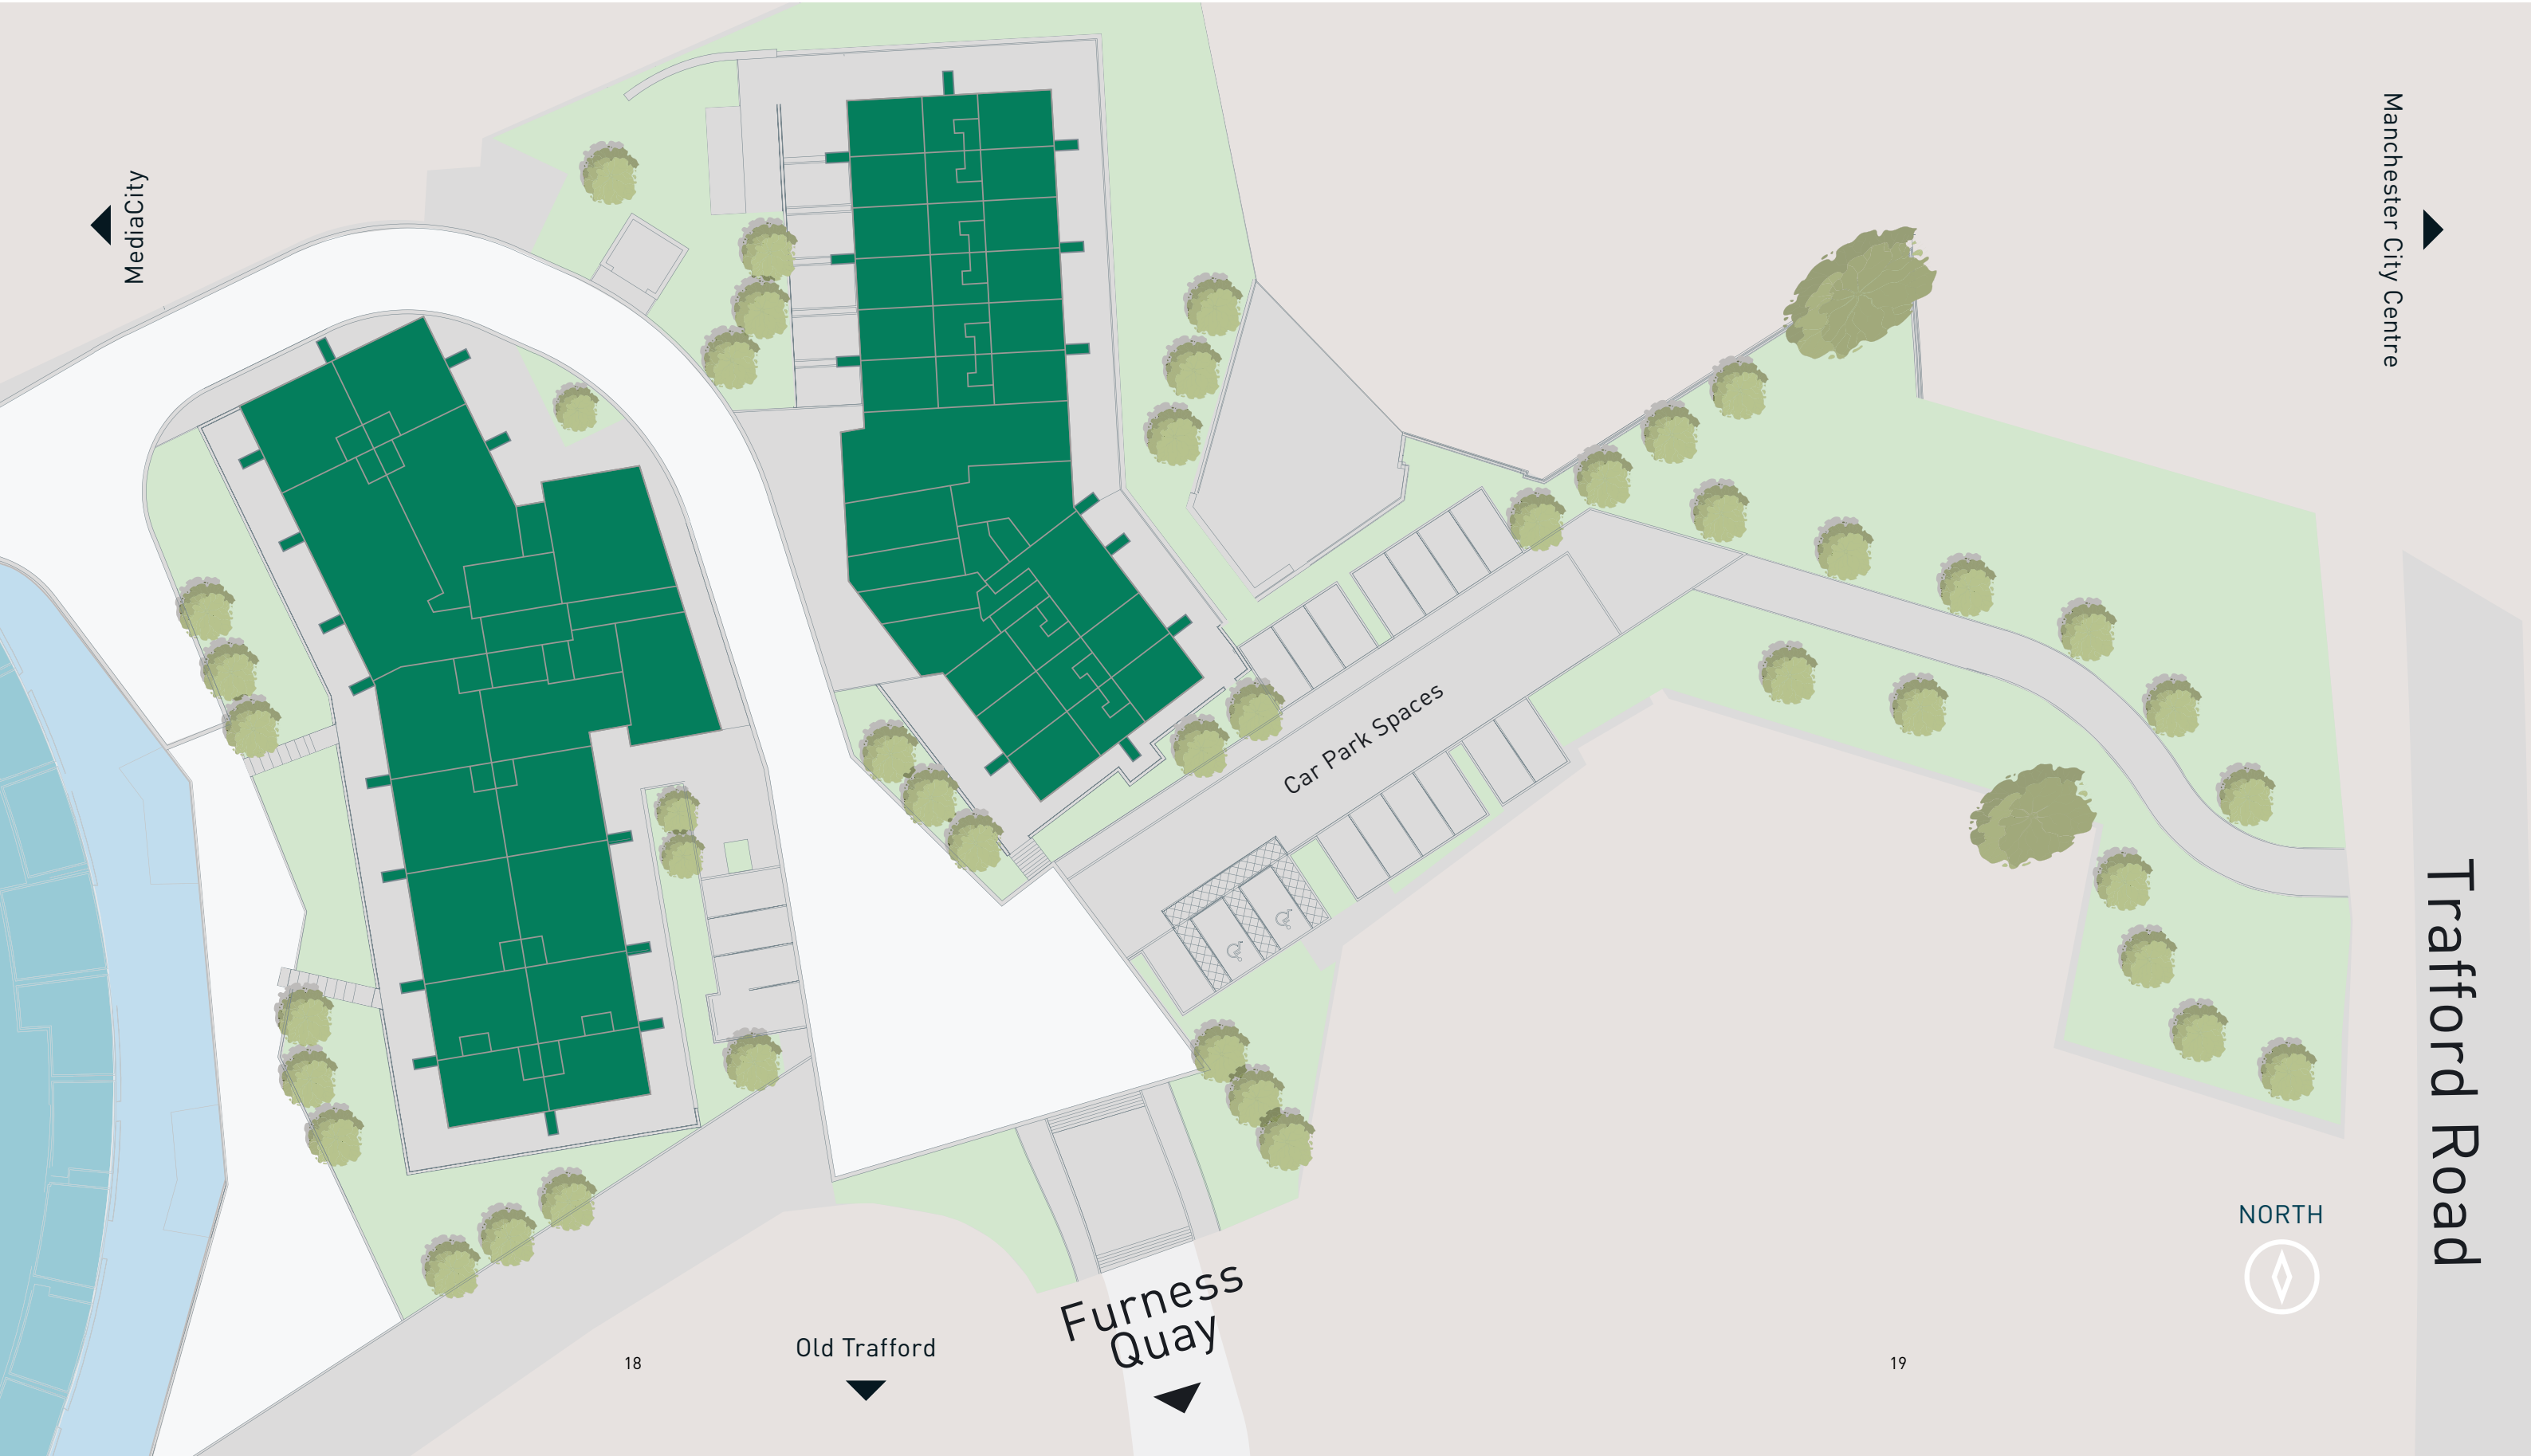 MediaCity
Manchester City Centre
Car Park Spaces
Trafford Road
NORTH
Furness
Quay
Old Trafford
18
19